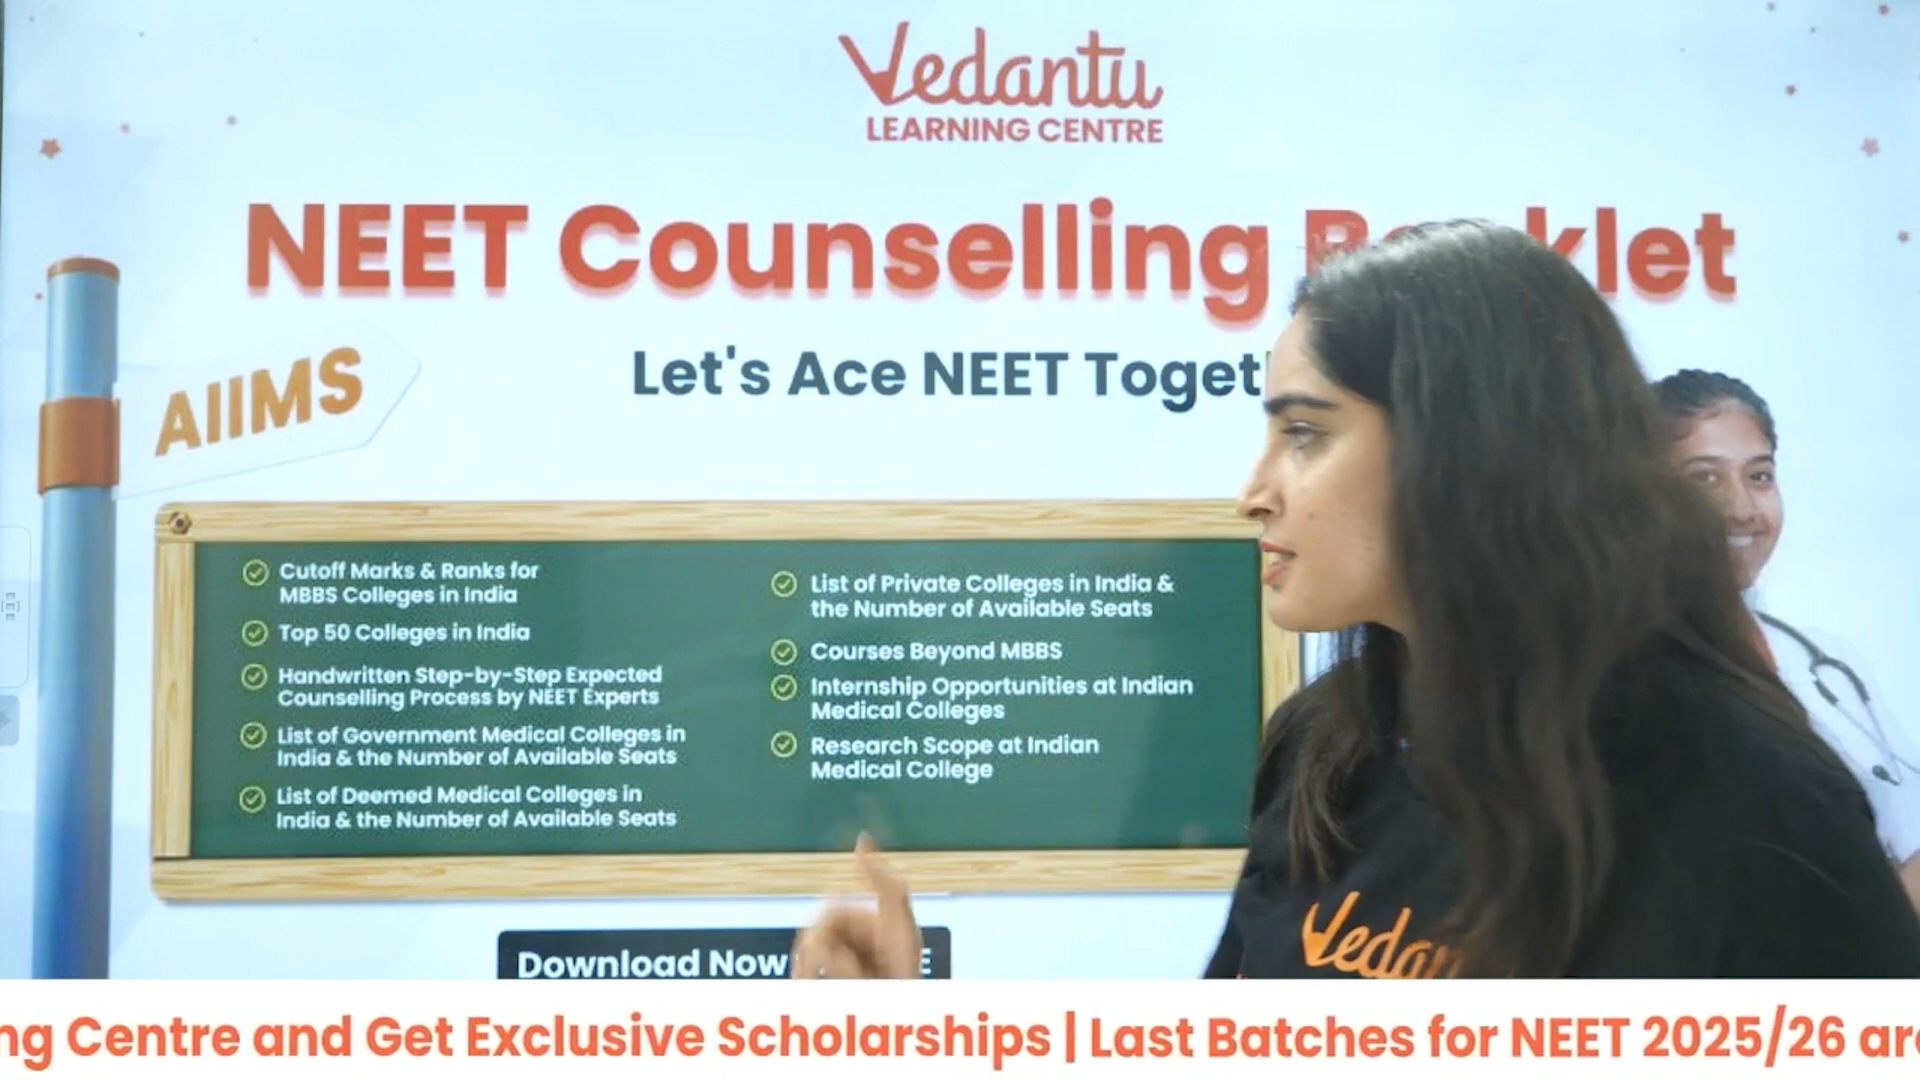 Vedantu
LEARNING CENTRE
NEET Counselling
Let's Ace NEET
AIIMS
Cutoff Marks & Ranks for
MBBS Colleges in India
Top 50 Colleges in India
Handwritten Step-by-Step Expected
Counselling Process by NEET Experts
List of Government Medical Colleges in
India & the Number of Available Seats
List of Deemed Medical Colleges in
India & the Number of Available Seats
List of Private Colleges in India &
the Number of Available Seats
Courses Beyond MBBS
Internship Opportunities at Indian
Medical Colleges
Research Scope at Indian
Medical College
Download Now
Centre and Get Exclusive Scholarships | Last Batches for NEET 2025/26